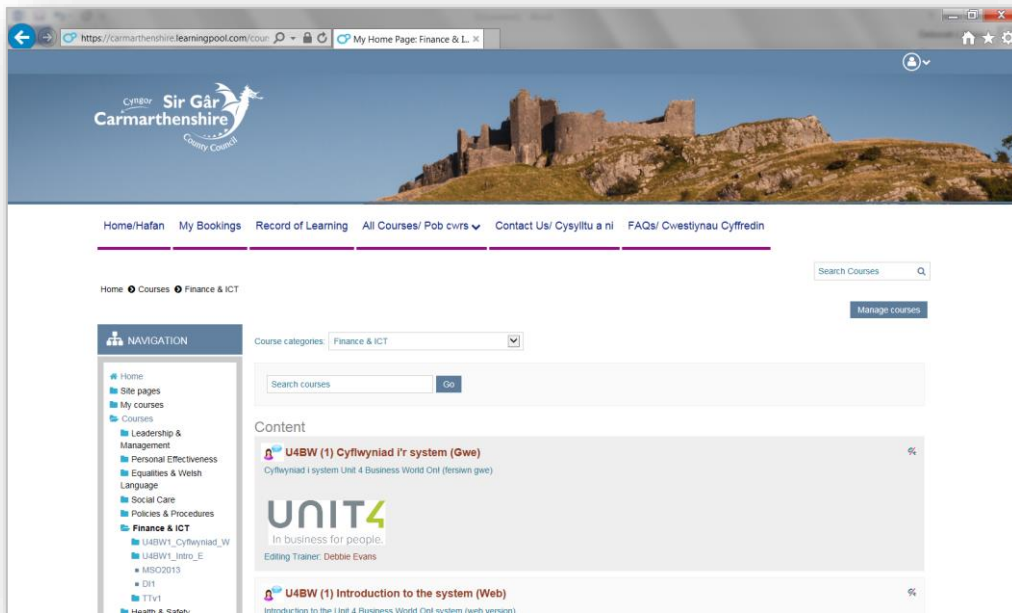 https://carmarthenshire.learningpool.com/cour
My Home Page: Finance & I...
Cyngor Sir Gâr
Carmarthenshire
County Council
Home/Hafan My Bookings Record of Learning All Courses/ Pob cwrs Contact Us/ Cysylltu a ni FAQs/ Cwestiynau Cyffredin
Search Courses
Home Courses Finance & ICT
Manage courses
NAVIGATION
Home
Site pages
My courses
Courses
Leadership &
Management
Personal Effectiveness
Equalities & Welsh
Language
Social Care
Policies & Procedures
Finance & ICT
U4BW1_Cyflwyniad_W
U4BW1_Intro_E
MSO2013
DI1
TTv1
Health & Safety
Course categories: Finance & ICT
Search courses Go
Content
U4BW (1) Cyflwyniad i'r system (Gwe)
Cyflwyniad i system Unit 4 Business World On! (fersiwn gwe)
UNIT4
In business for people.
Editing Trainer: Debbie Evans
U4BW (1) Introduction to the system (Web)
Introduction to the Unit 4 Business World On! system (web version)